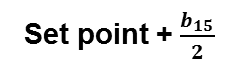 Set point + b₁₅/2